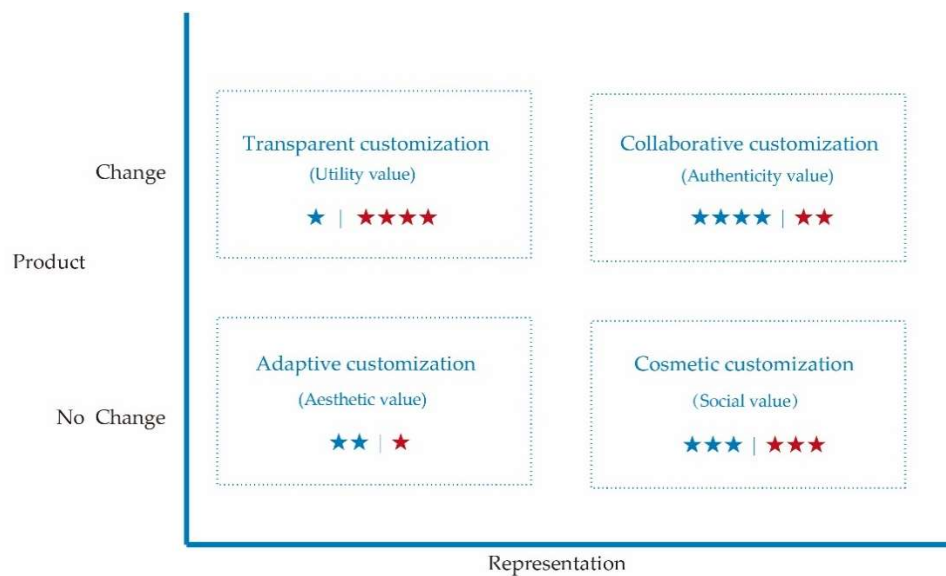 Transparent customization
(Utility value)
★ | ★★★★
Collaborative customization
(Authenticity value)
★★★★ | ★★
Change
Product
Adaptive customization
(Aesthetic value)
★★ | ★
Cosmetic customization
(Social value)
★★★ | ★★★
No Change
Representation